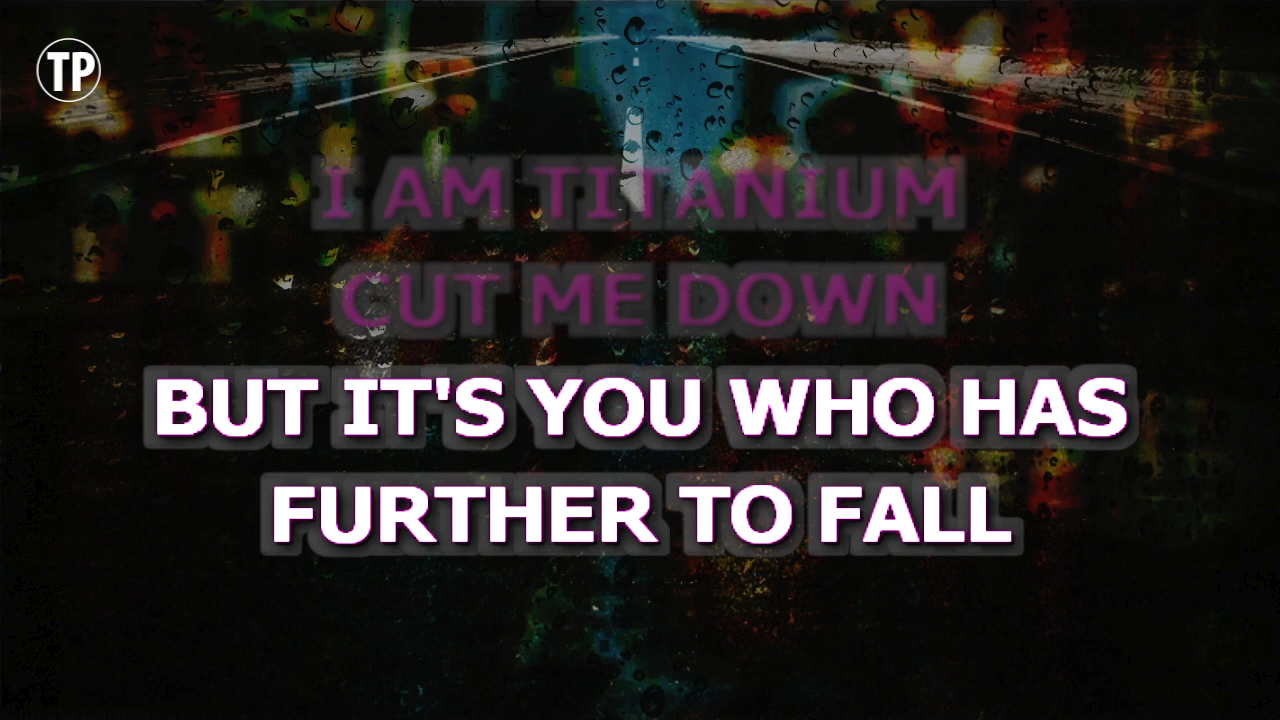 TP
I AM TITANIUM
CUT ME DOWN
BUT IT'S YOU WHO HAS
FURTHER TO FALL